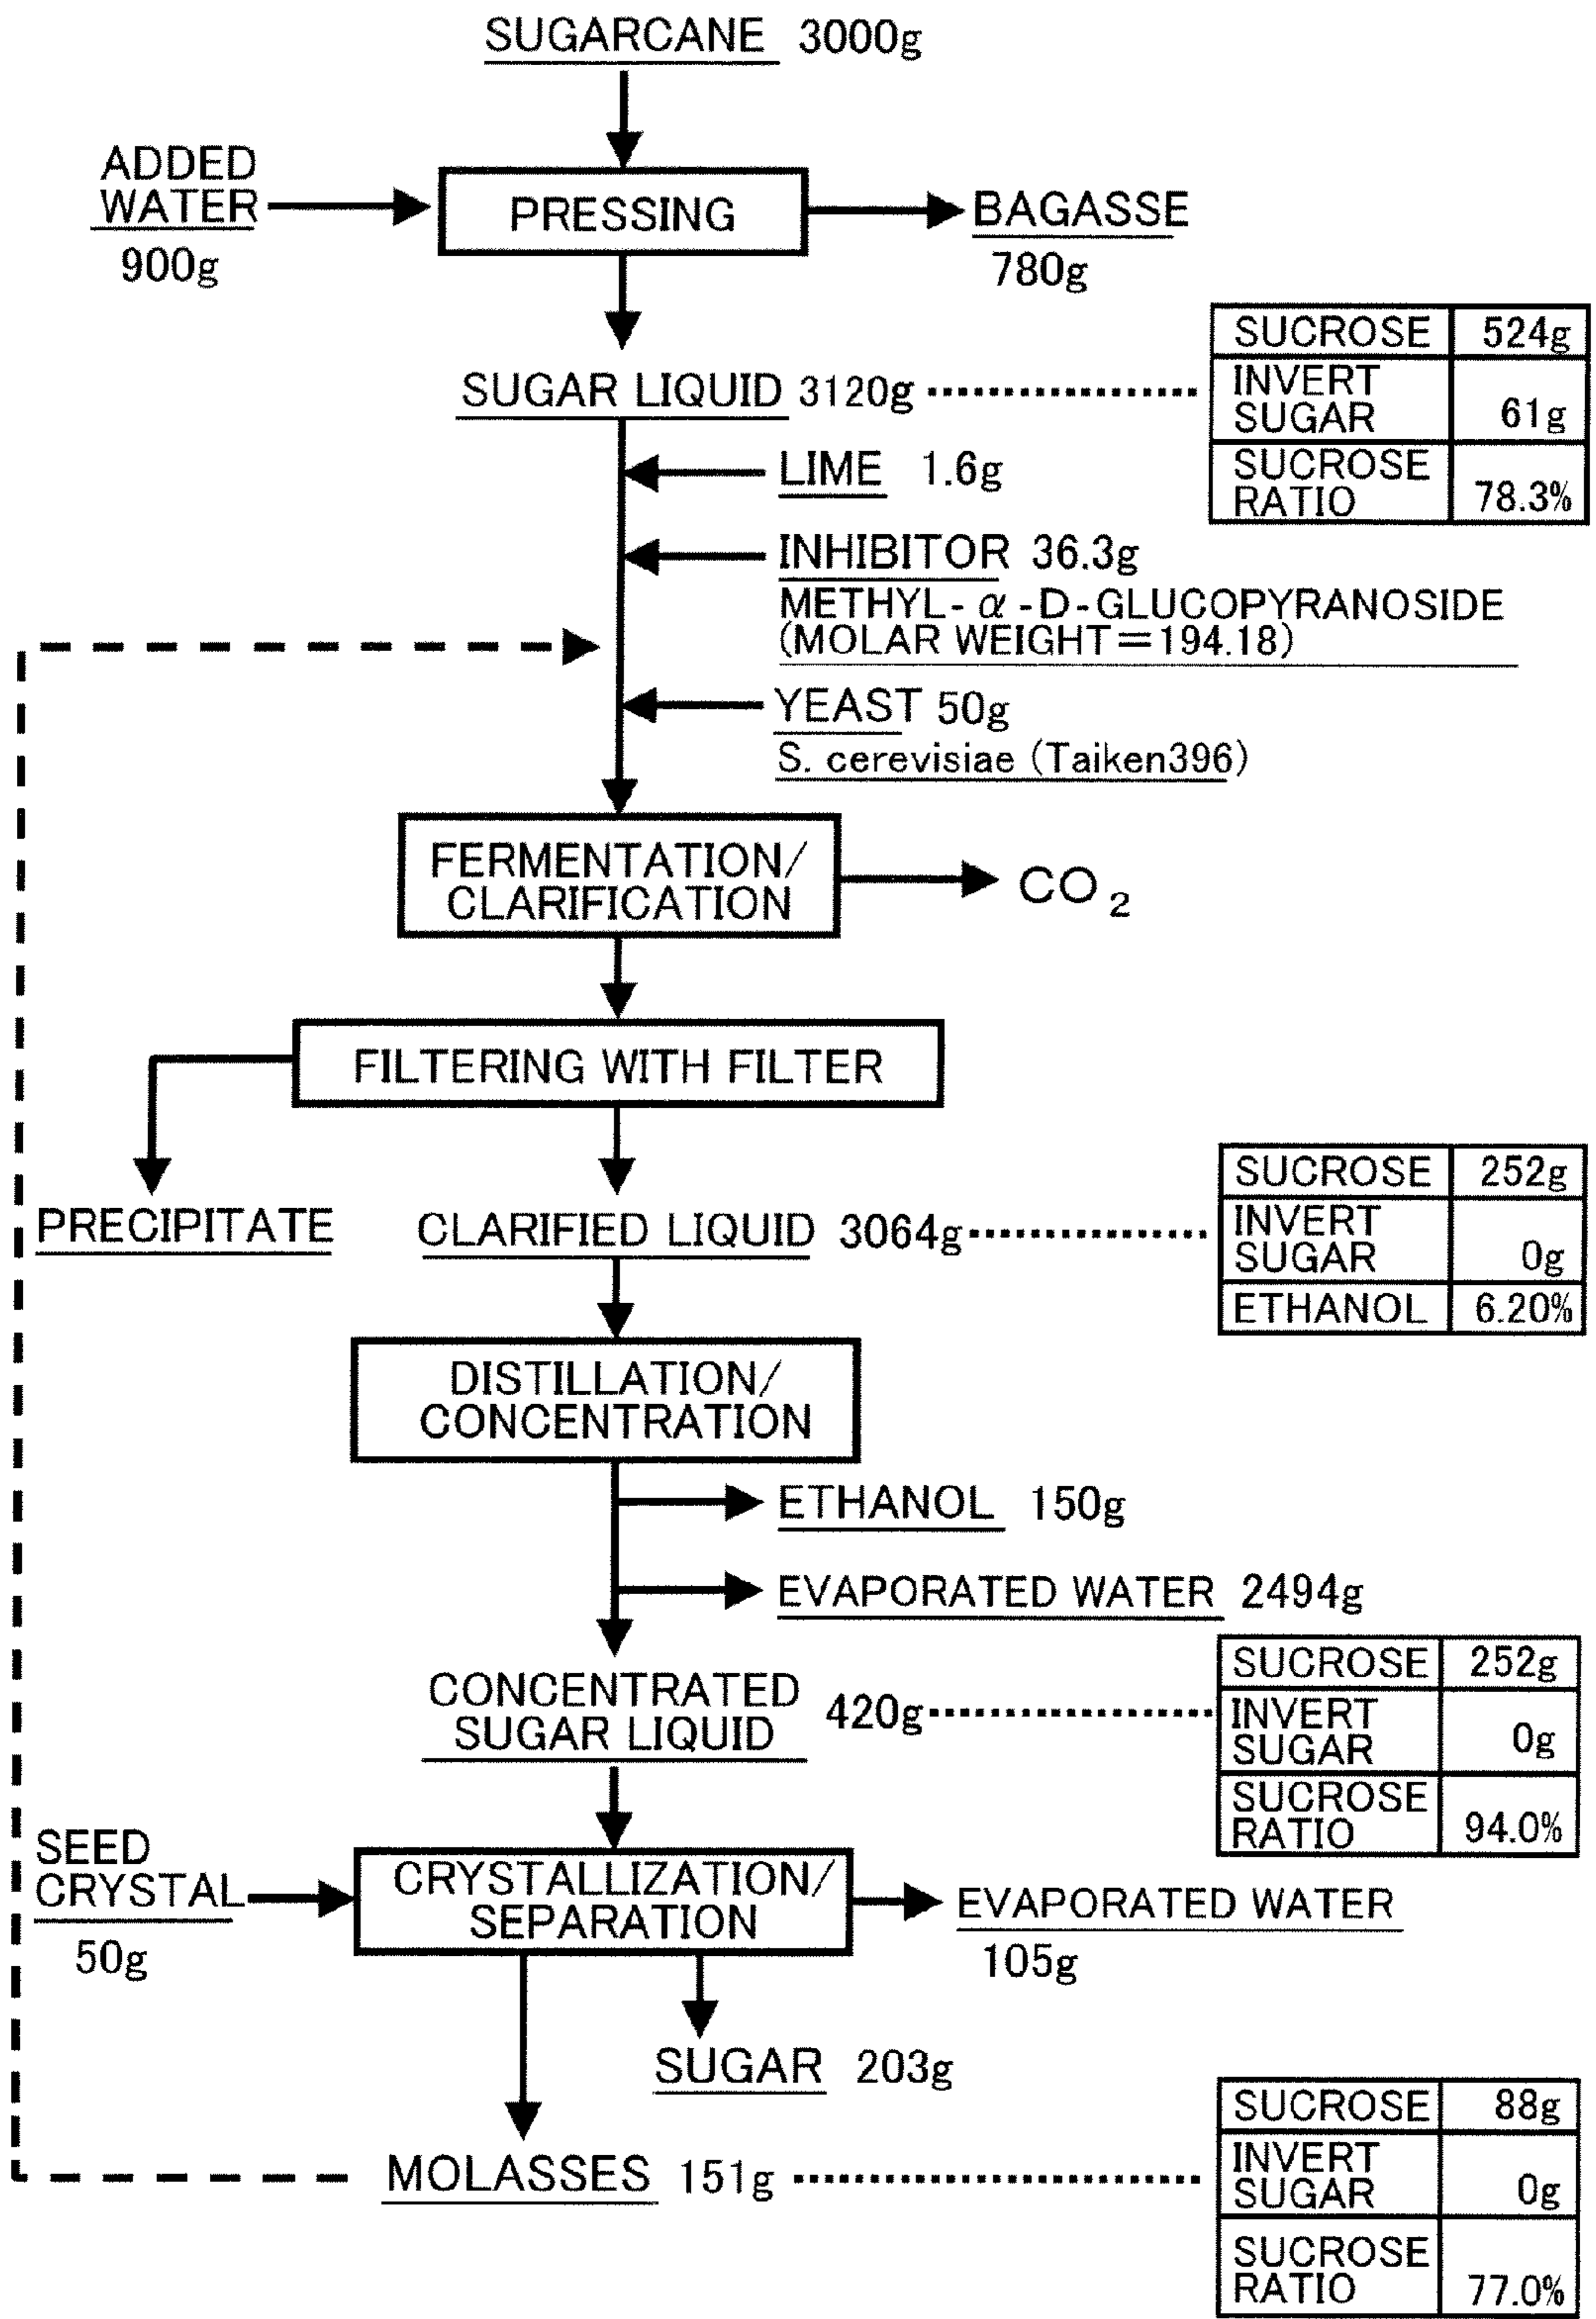 SUGARCANE 3000g
ADDED
WATER
900g
PRESSING
BAGASSE
780g
SUGAR LIQUID 3120g
SUCROSE 524g
INVERT
SUGAR 61g
SUCROSE
RATIO 78.3%
LIME 1.6g
INHIBITOR 36.3g
METHYL-α-D-GLUCOPYRANOSIDE
(MOLAR WEIGHT=194.18)
YEAST 50g
S. cerevisiae (Taiken396)
FERMENTATION/
CLARIFICATION
CO₂
FILTERING WITH FILTER
PRECIPITATE
CLARIFIED LIQUID 3064g
SUCROSE 252g
INVERT
SUGAR 0g
ETHANOL 6.20%
DISTILLATION/
CONCENTRATION
ETHANOL 150g
EVAPORATED WATER 2494g
CONCENTRATED
SUGAR LIQUID
420g
SUCROSE 252g
INVERT
SUGAR 0g
SUCROSE
RATIO 94.0%
SEED
CRYSTAL
50g
CRYSTALLIZATION/
SEPARATION
EVAPORATED WATER
105g
SUGAR 203g
MOLASSES 151g
SUCROSE 88g
INVERT
SUGAR 0g
SUCROSE
RATIO 77.0%